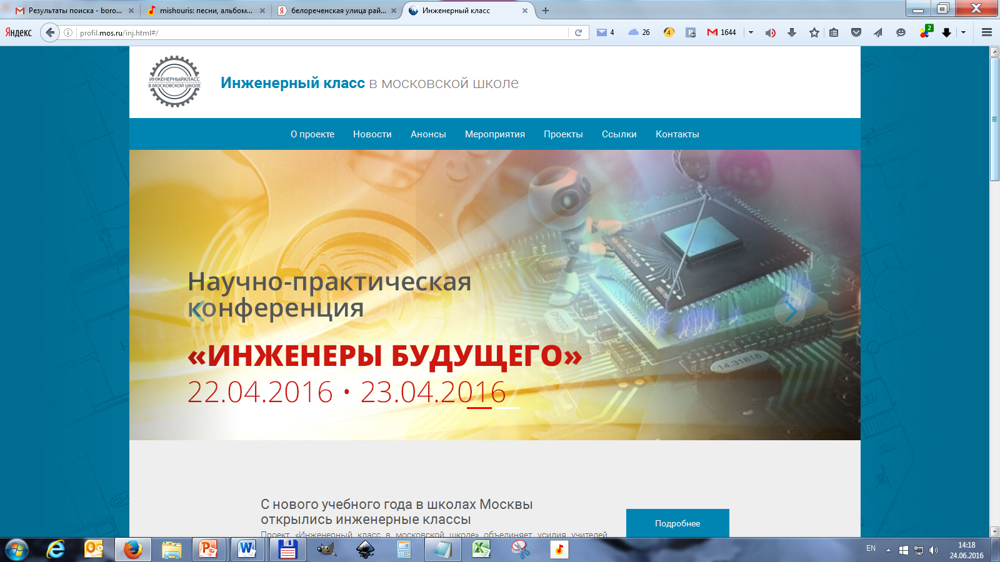 Результаты поиска - boro...
mishouris: песни, альбом...
белореченская улица рай...
Инженерный класс
Яндекс
profil.mos.ru/inj.html#/
4
26
4
1644
2
ИНЖЕНЕРНЫЙКЛАСС
В МОСКОВСКОЙ ШКОЛЕ
Инженерный класс в московской школе
О проекте
Новости
Анонсы
Мероприятия
Проекты
Ссылки
Контакты
Научно-практическая
конференция
«ИНЖЕНЕРЫ БУДУЩЕГО»
22.04.2016 • 23.04.2016
14.31818
С нового учебного года в школах Москвы
открылись инженерные классы
Подробнее
Проект «Инженерный класс в московской школе» объединяет усилия учителей
EN
14:18
24.06.2016